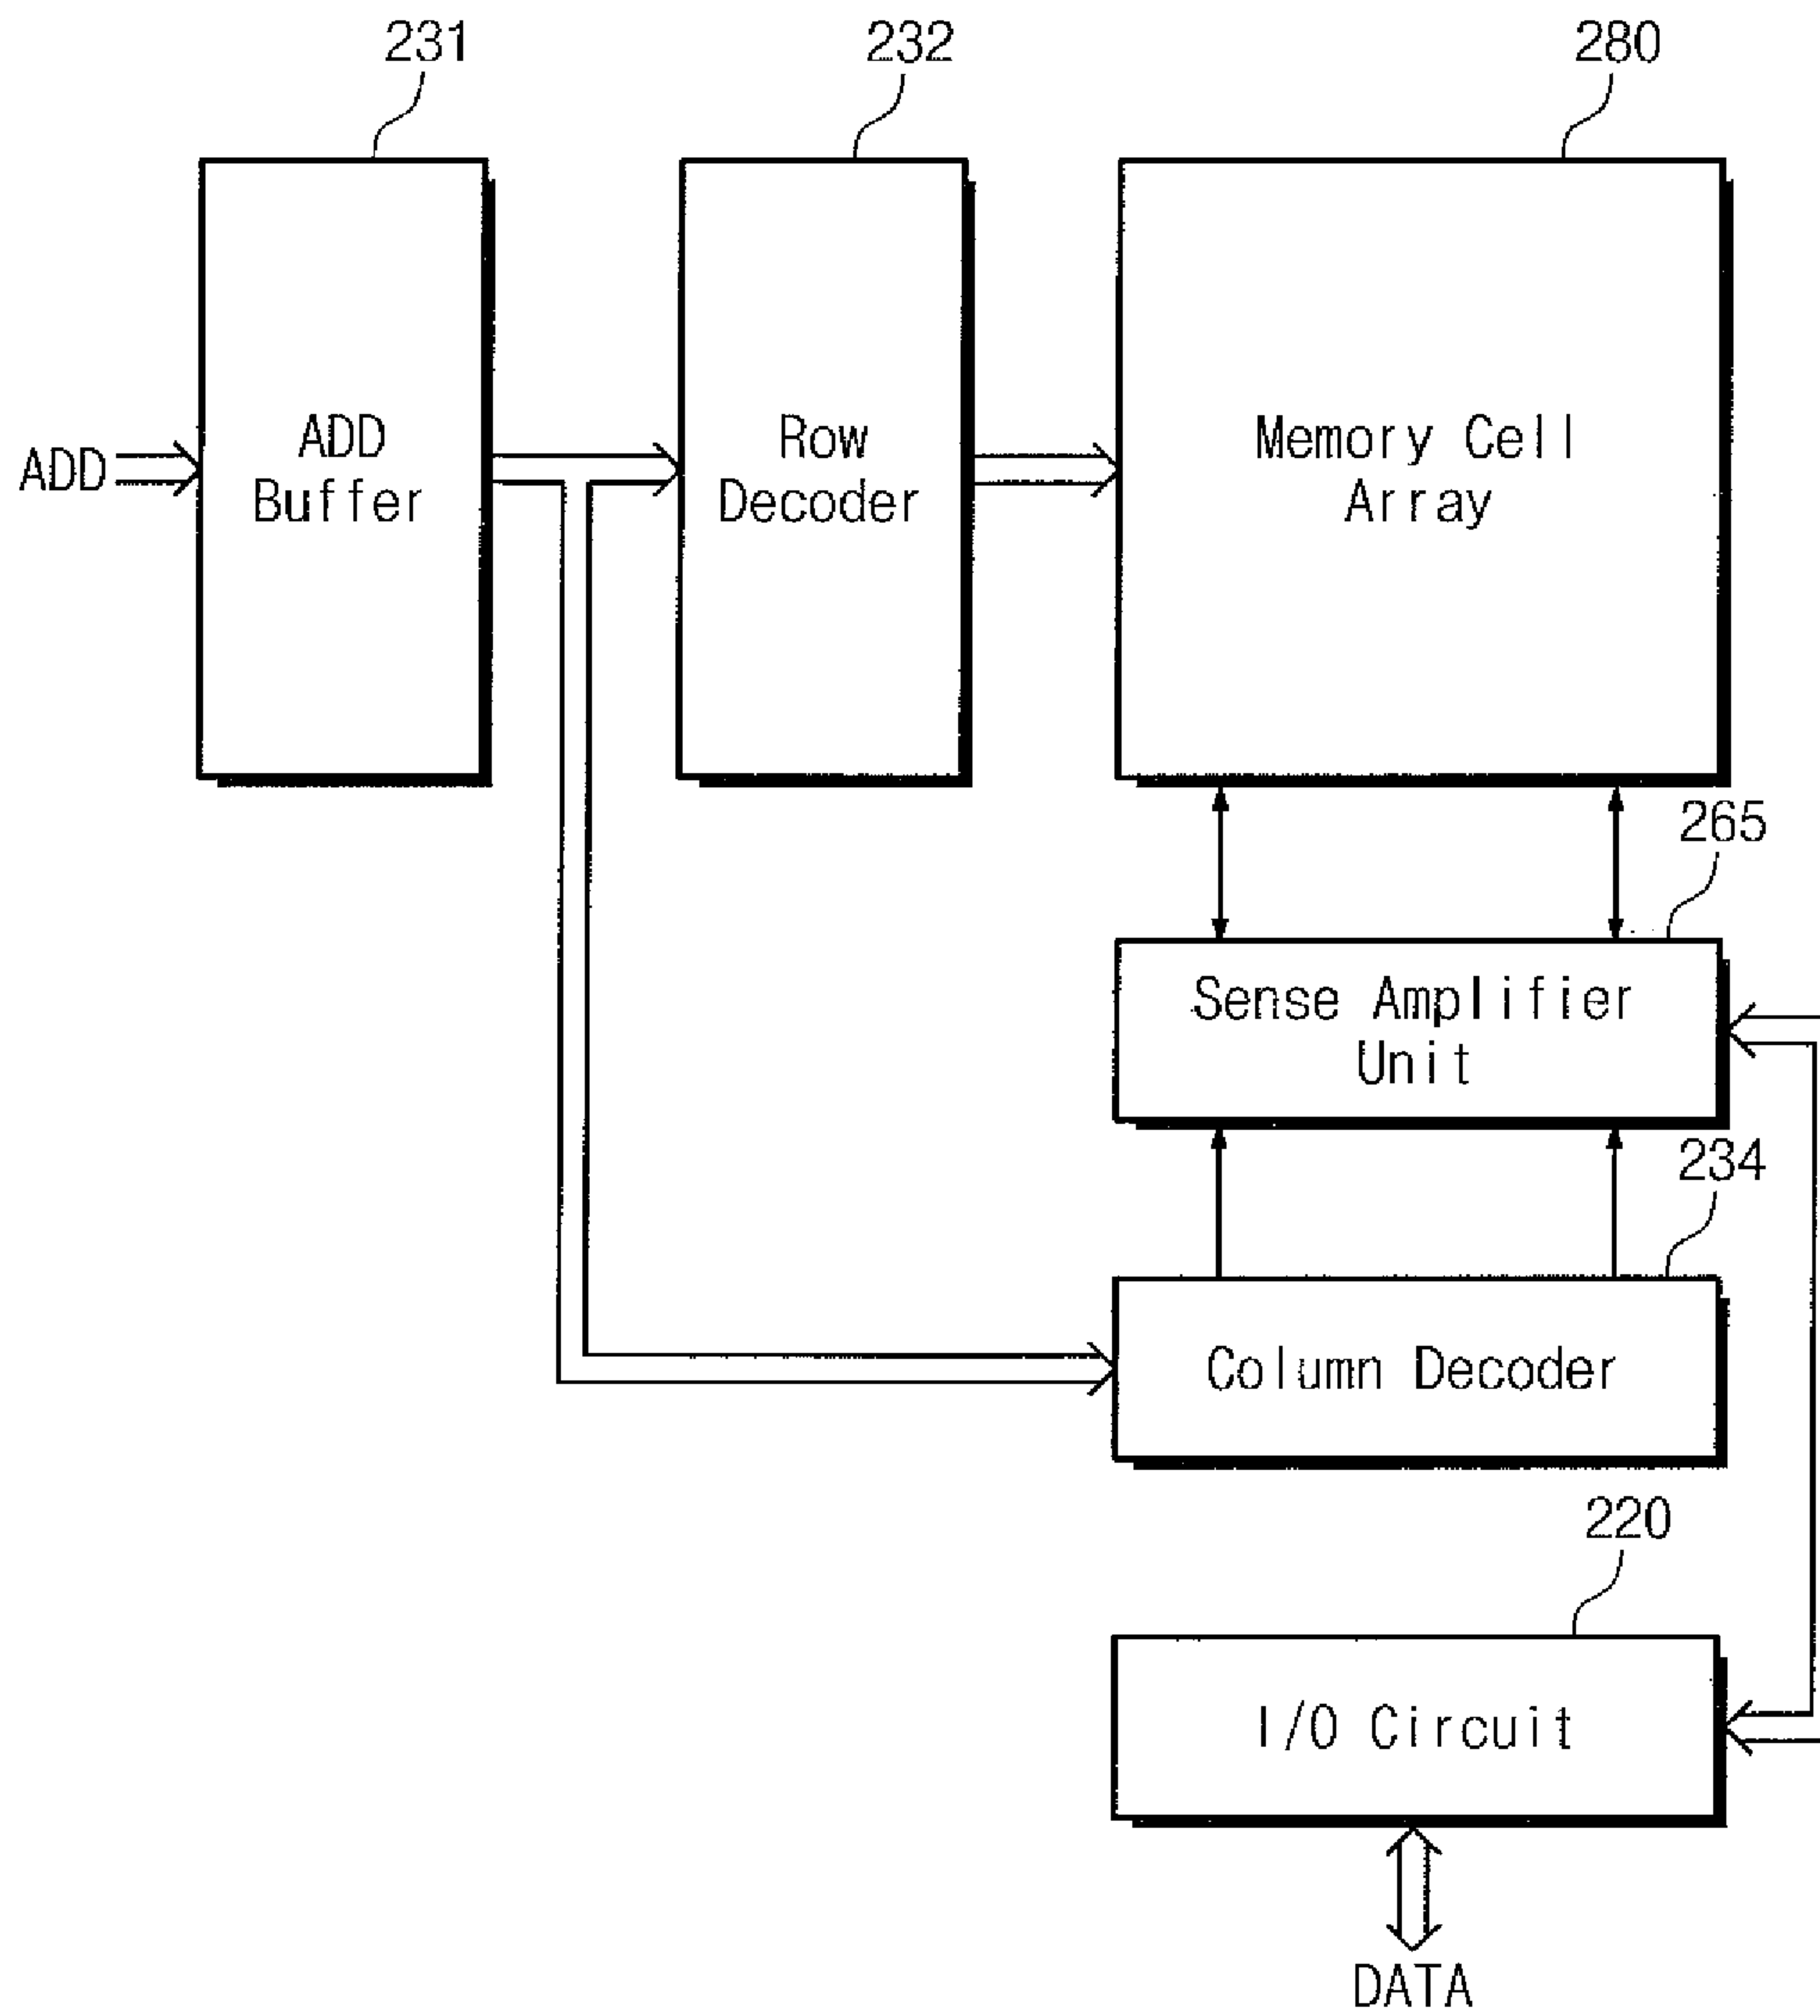 231
232
280
ADD
ADD
Buffer
Row
Decoder
Memory Cell
Array
265
Sense Amplifier
Unit
234
Column Decoder
220
I/O Circuit
DATA